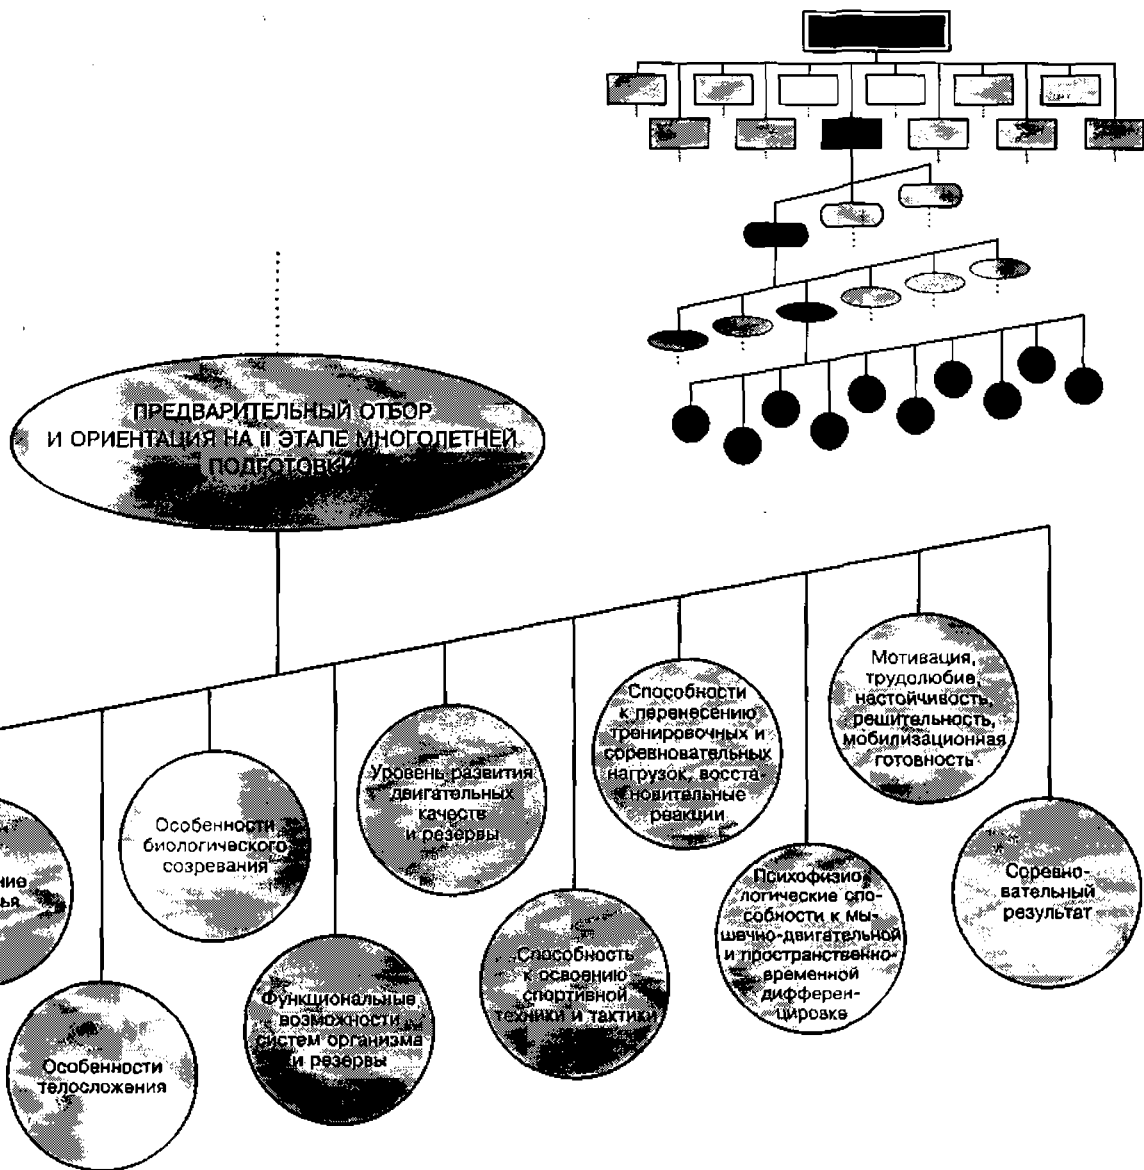 ПРЕДВАРИТЕЛЬНЫЙ ОТБОР
И ОРИЕНТАЦИЯ НА II ЭТАПЕ МНОГОЛЕТНЕЙ
ПОДГОТОВКИ
ние
ья
Особенности
телосложения
Особенности
биологического
созревания
Функциональные
возможности
систем организма
и резервы
Уровень развития
двигательных
качеств
и резервы
Способность
к освоению
спортивной
техники и тактики
Способности
к перенесению
тренировочных и
соревновательных
нагрузок, восста-
новительные
реакции
Психофизио-
логические спо-
собности к мы-
шечно-двигательной
и пространственно-
временной
дифферен-
цировке
Мотивация,
трудолюбие,
настойчивость,
решительность,
мобилизационная
готовность
Соревно-
вательный
результат